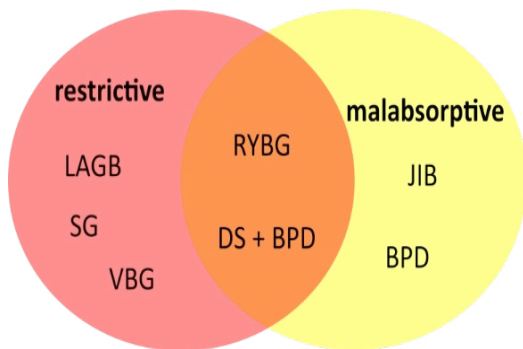 restrictive
LAGB
SG
VBG
RYBG
DS + BPD
malabsorptive
JIB
BPD